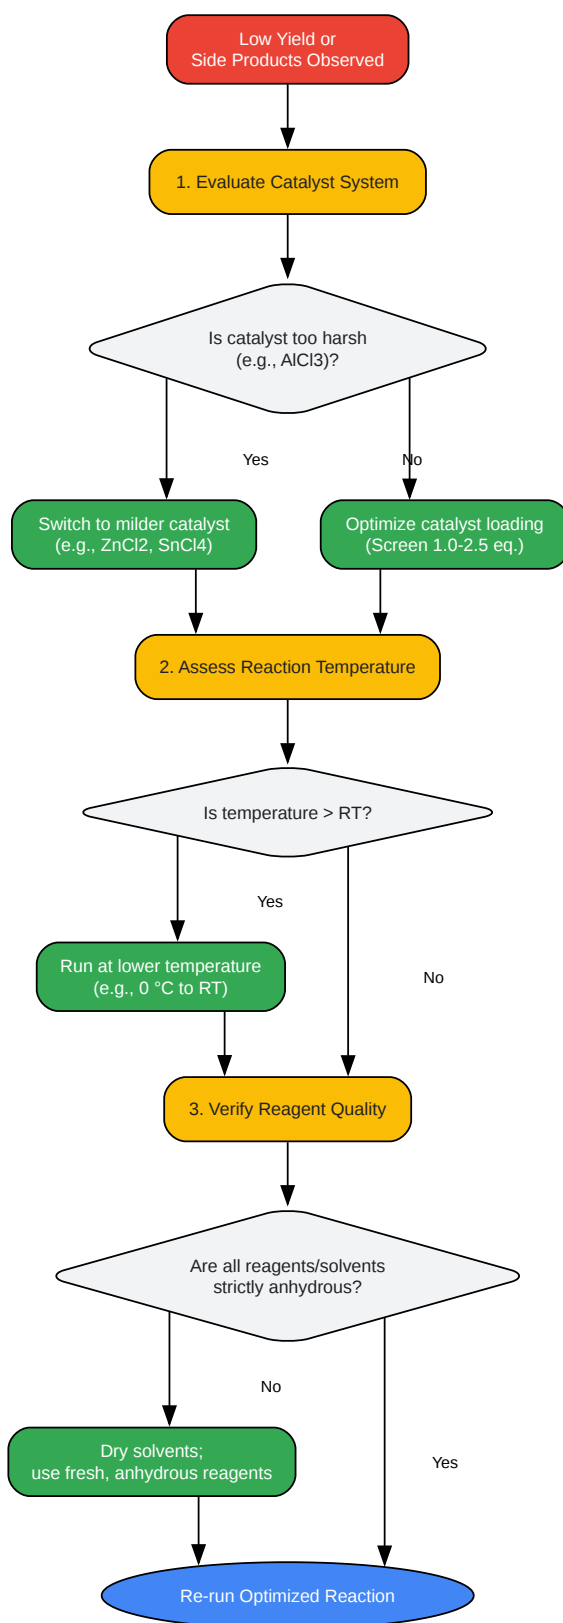 Low Yield or
Side Products Observed
1. Evaluate Catalyst System
Is catalyst too harsh
(e.g., AlCl3)?
Yes
No
Switch to milder catalyst
(e.g., ZnCl2, SnCl4)
Optimize catalyst loading
(Screen 1.0-2.5 eq.)
2. Assess Reaction Temperature
Is temperature > RT?
Yes
Run at lower temperature
(e.g., 0 °C to RT)
No
3. Verify Reagent Quality
Are all reagents/solvents
strictly anhydrous?
No
Dry solvents;
use fresh, anhydrous reagents
Yes
Re-run Optimized Reaction